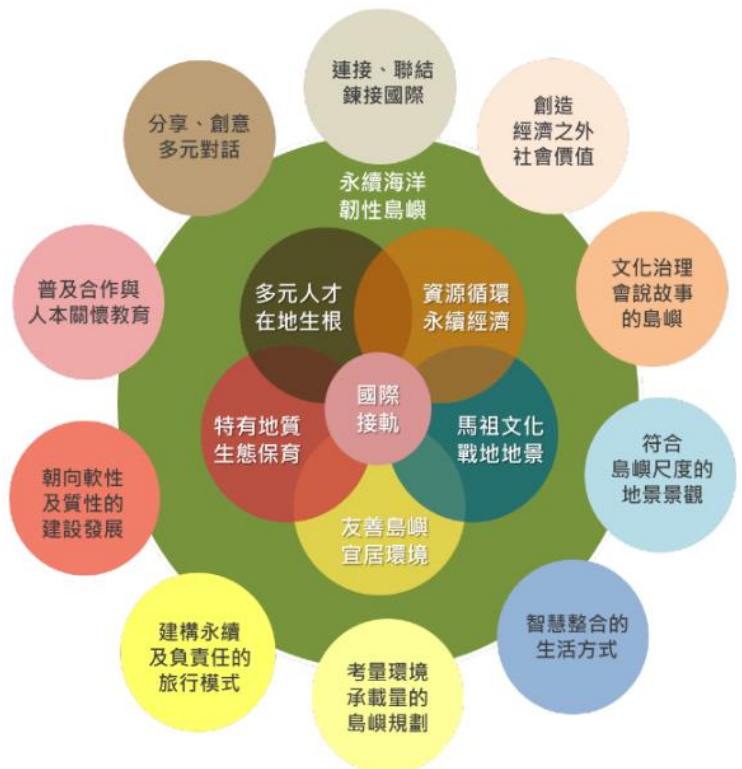 連接、聯結
鍊接國際
分享、創意
多元對話
創造
經濟之外
社會價值
永續海洋
韌性島嶼
普及合作與
人本關懷教育
多元人才
在地生根
資源循環
永續經濟
文化治理
會說故事
的島嶼
國際
接軌
特有地質
生態保育
馬祖文化
戰地地景
朝向軟性
及質性的
建設發展
符合
島嶼尺度的
地景景觀
友善島嶼
宜居環境
建構永續
及負責任的
旅行模式
考量環境
承載量的
島嶼規劃
智慧整合的
生活方式